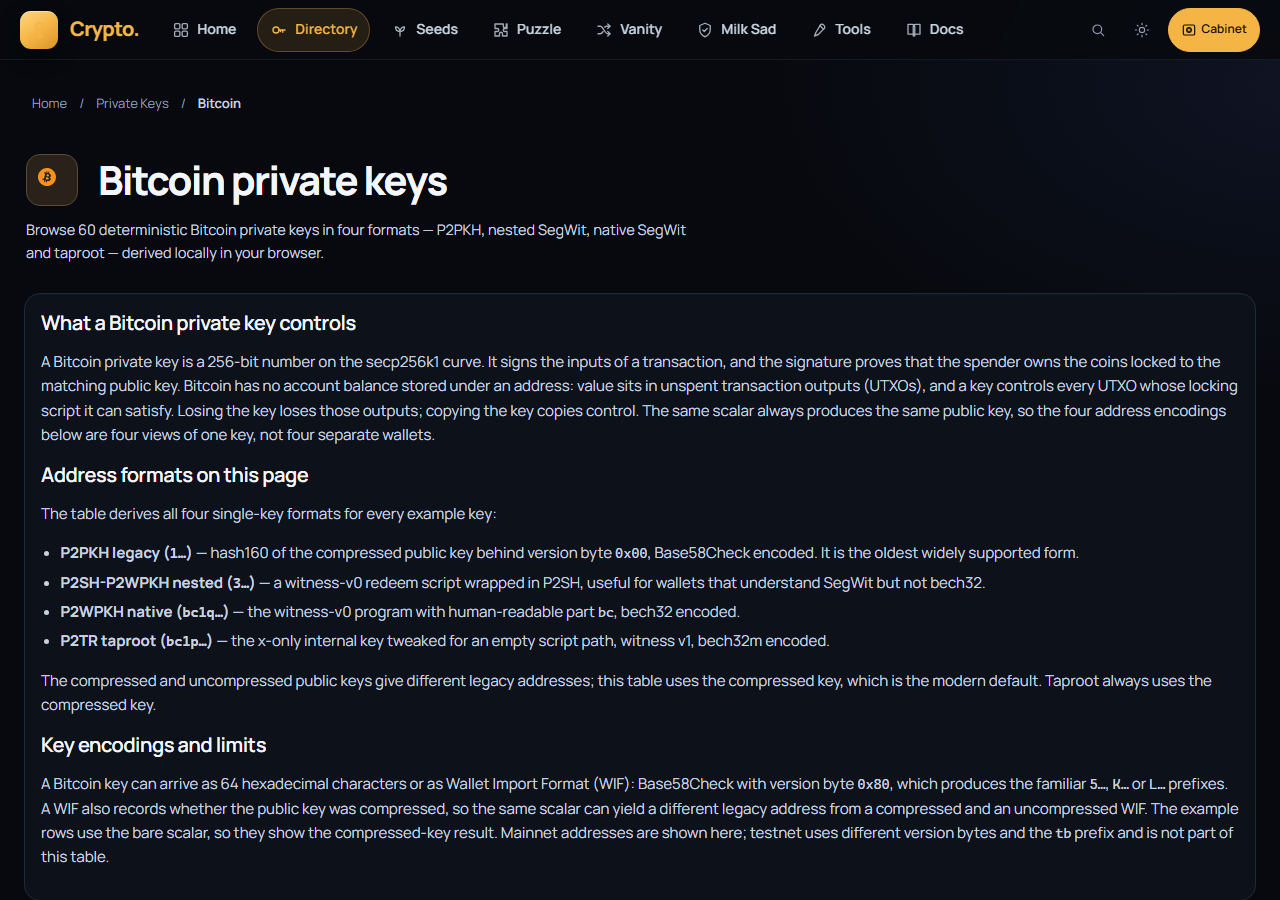 Crypto.
Home
Directory
Seeds
Puzzle
Vanity
Milk Sad
Tools
Docs
Cabinet
Home / Private Keys / Bitcoin
Bitcoin private keys
Browse 60 deterministic Bitcoin private keys in four formats — P2PKH, nested SegWit, native SegWit
and taproot — derived locally in your browser.
What a Bitcoin private key controls
A Bitcoin private key is a 256-bit number on the secp256k1 curve. It signs the inputs of a transaction, and the signature proves that the spender owns the coins locked to the
matching public key. Bitcoin has no account balance stored under an address: value sits in unspent transaction outputs (UTXOs), and a key controls every UTXO whose locking
script it can satisfy. Losing the key loses those outputs; copying the key copies control. The same scalar always produces the same public key, so the four address encodings
below are four views of one key, not four separate wallets.
Address formats on this page
The table derives all four single-key formats for every example key:
• P2PKH legacy (1…) — hash160 of the compressed public key behind version byte 0x00, Base58Check encoded. It is the oldest widely supported form.
• P2SH-P2WPKH nested (3…) — a witness-v0 redeem script wrapped in P2SH, useful for wallets that understand SegWit but not bech32.
• P2WPKH native (bc1q…) — the witness-v0 program with human-readable part bc, bech32 encoded.
• P2TR taproot (bc1p…) — the x-only internal key tweaked for an empty script path, witness v1, bech32m encoded.
The compressed and uncompressed public keys give different legacy addresses; this table uses the compressed key, which is the modern default. Taproot always uses the
compressed key.
Key encodings and limits
A Bitcoin key can arrive as 64 hexadecimal characters or as Wallet Import Format (WIF): Base58Check with version byte 0x80, which produces the familiar 5…, K… or L… prefixes.
A WIF also records whether the public key was compressed, so the same scalar can yield a different legacy address from a compressed and an uncompressed WIF. The example
rows use the bare scalar, so they show the compressed-key result. Mainnet addresses are shown here; testnet uses different version bytes and the tb prefix and is not part of
this table.